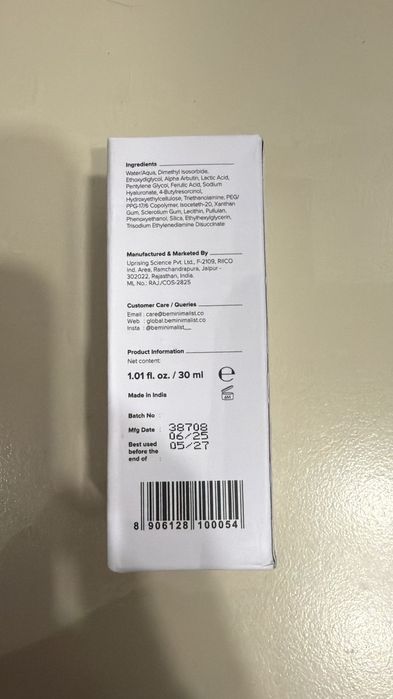 Ingredients
Water/Aqua, Dimethyl Isosorbide,
Ethoxydiglycol, Alpha Arbutin, Lactic Acid,
Pentylene Glycol, Ferulic Acid, Sodium
Hyaluronate, 4-Butylresorcinol,
Hydroxyethylcellulose, Triethanolamine, PEG/
PPG-17/6 Copolymer, Isoceteth-20, Xanthan
Gum, Sclerotium Gum, Lecithin, Pullulan,
Phenoxyethanol, Silica, Ethylhexylglycerin,
Trisodium Ethylenediamine Disuccinate
Manufactured & Marketed By
Uprising Science Pvt. Ltd., F-2109, RIICO
Ind. Area, Ramchandrapura, Jaipur -
302022, Rajasthan, India.
ML No.: RAJ./COS-2825
Customer Care / Queries
Email : care@beminimalist.co
Web : global.beminimalist.co
Insta : @beminimalist__
Product Information
Net content:
1.01 fl. oz. / 30 ml ℮
Made in India
6M
Batch No : 38708
Mfg Date : 06/25
Best used 05/27
before the
end of :
8 906128 100054